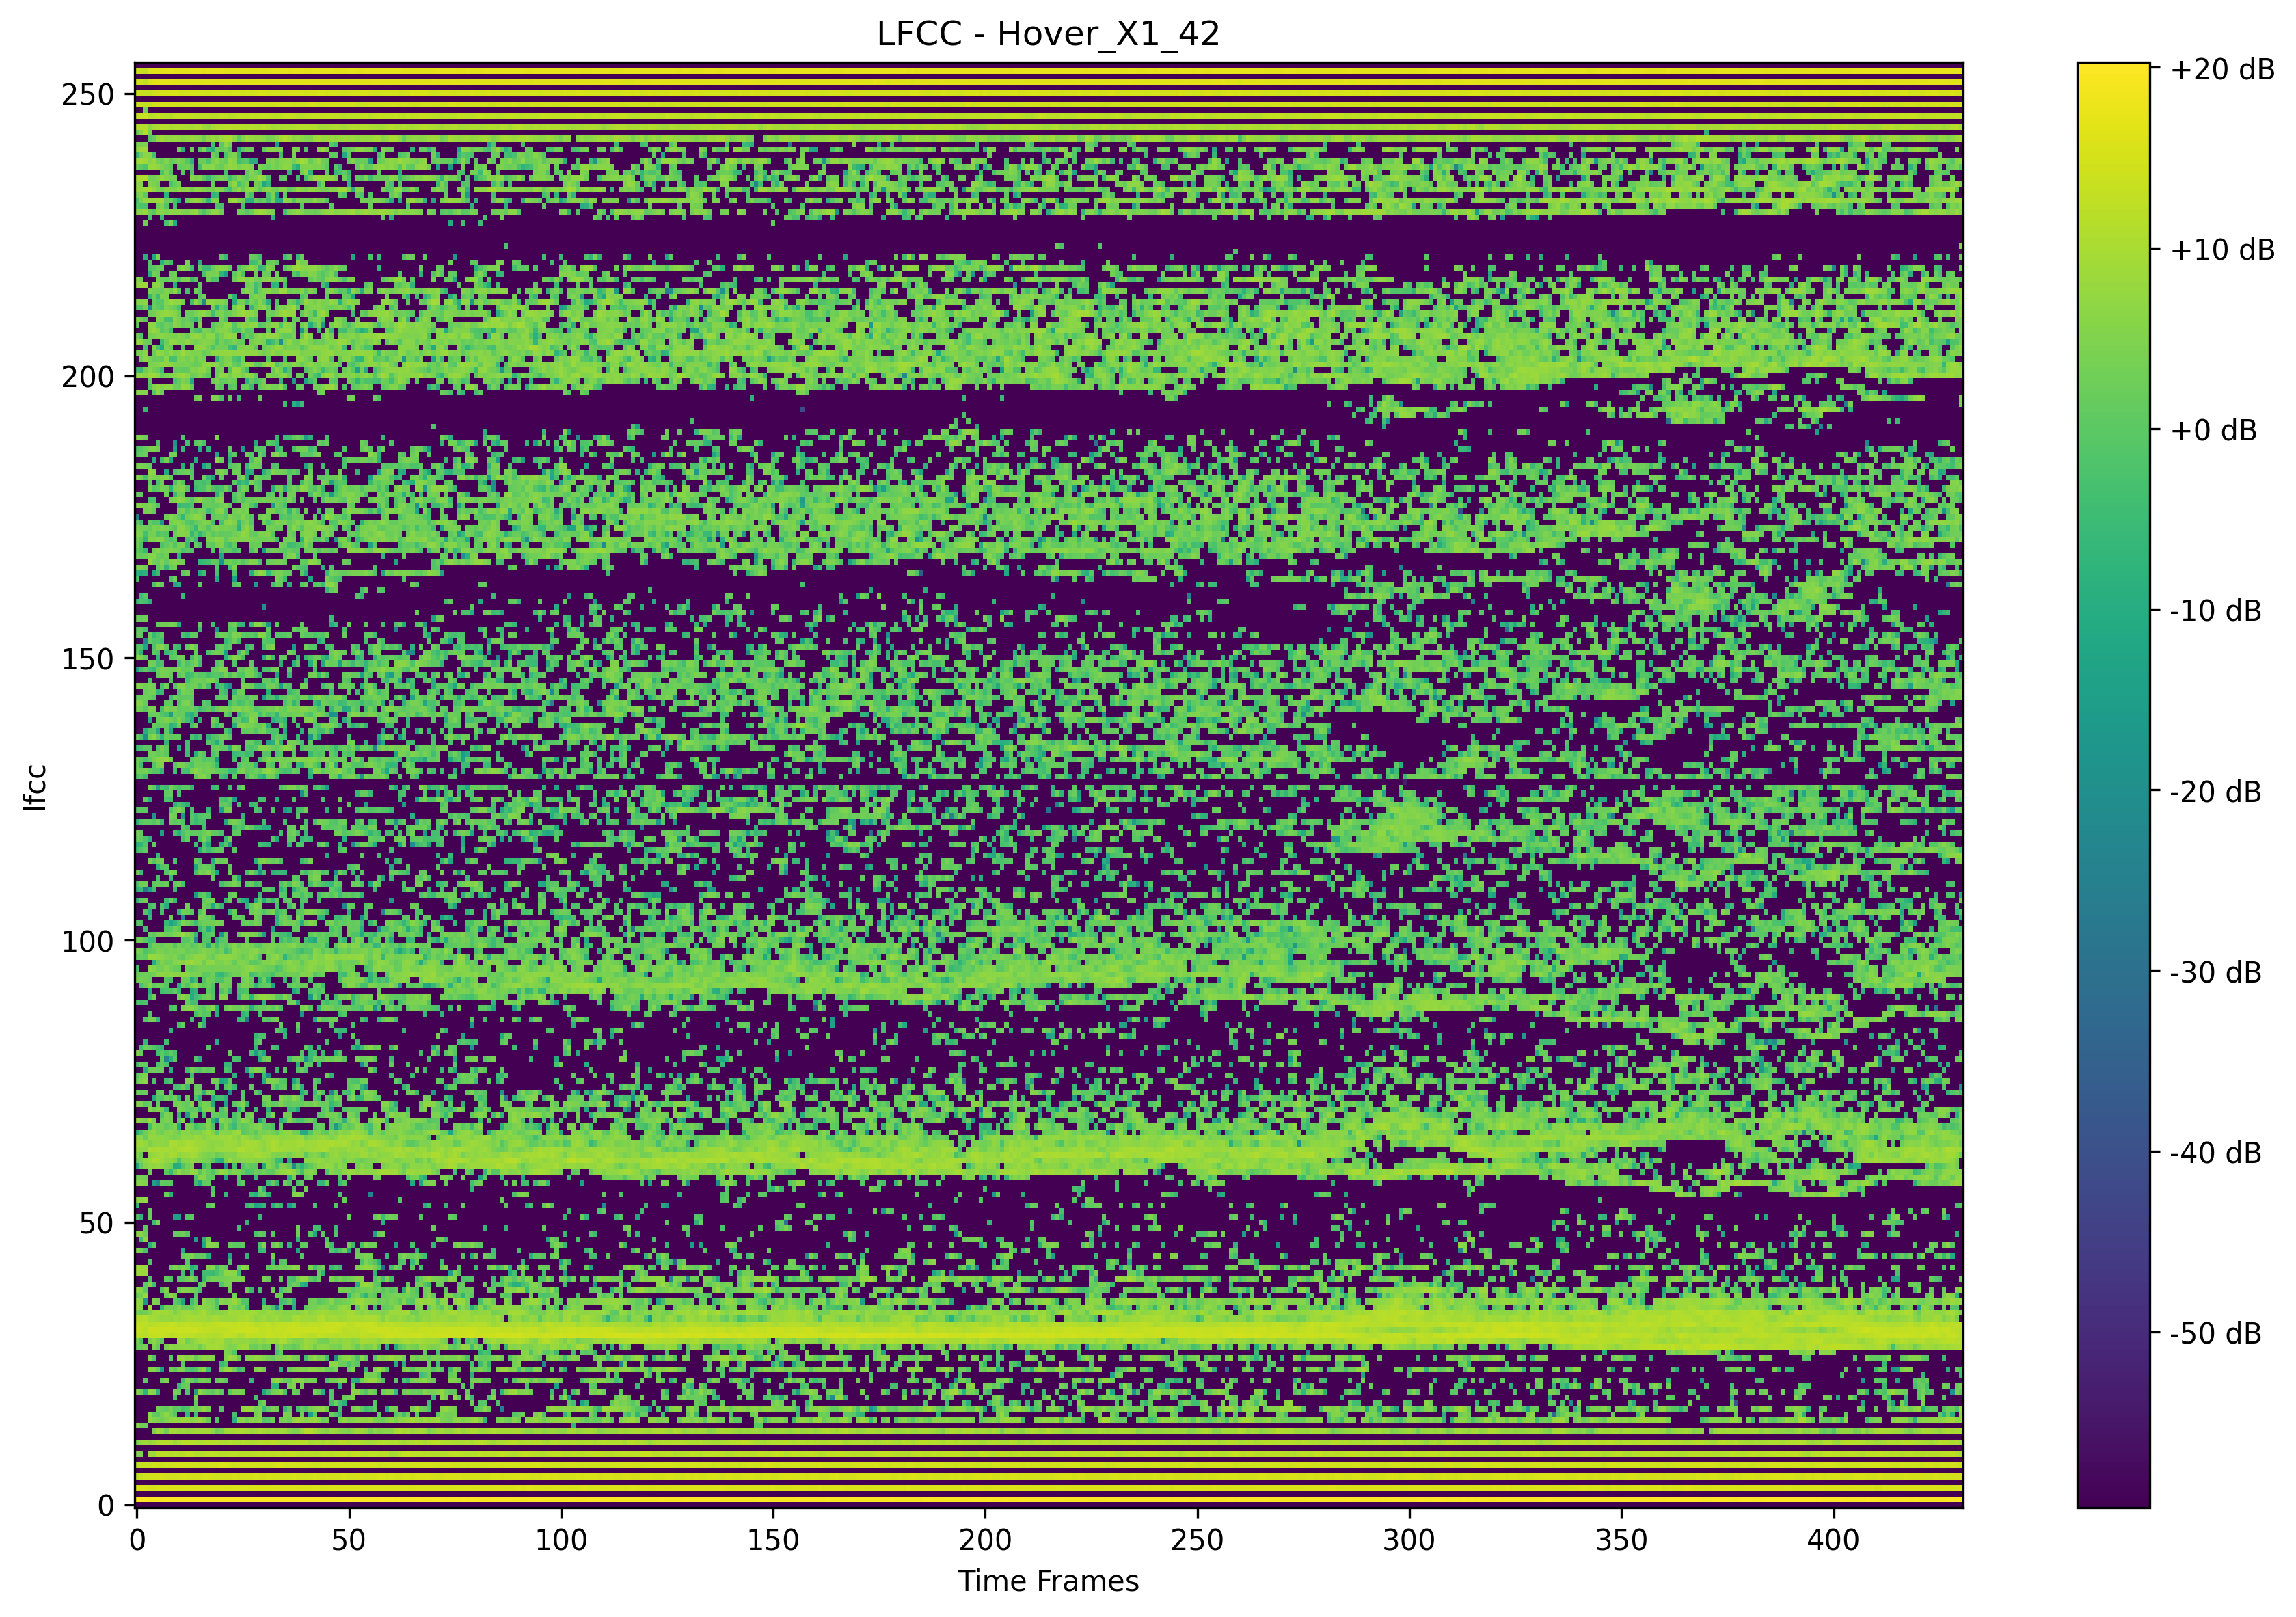 LFCC - Hover_X1_42
250
200
150
100
50
0
lfcc
0 50 100 150 200 250 300 350 400
Time Frames
+20 dB
+10 dB
+0 dB
-10 dB
-20 dB
-30 dB
-40 dB
-50 dB